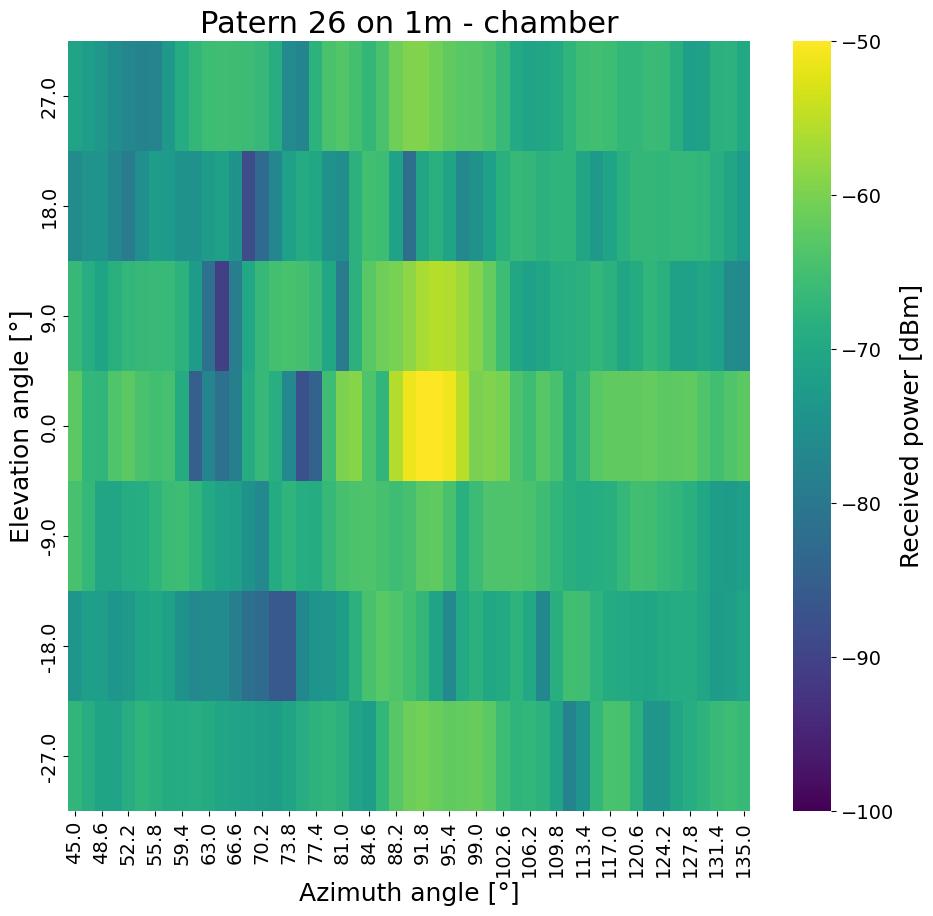 Patern 26 on 1m - chamber
Elevation angle [°]
27.0
18.0
9.0
0.0
-9.0
-18.0
-27.0
45.0 48.6 52.2 55.8 59.4 63.0 66.6 70.2 73.8 77.4 81.0 84.6 88.2 91.8 95.4 99.0 102.6 106.2 109.8 113.4 117.0 120.6 124.2 127.8 131.4 135.0
Azimuth angle [°]
−50
−60
−70
−80
−90
−100
Received power [dBm]